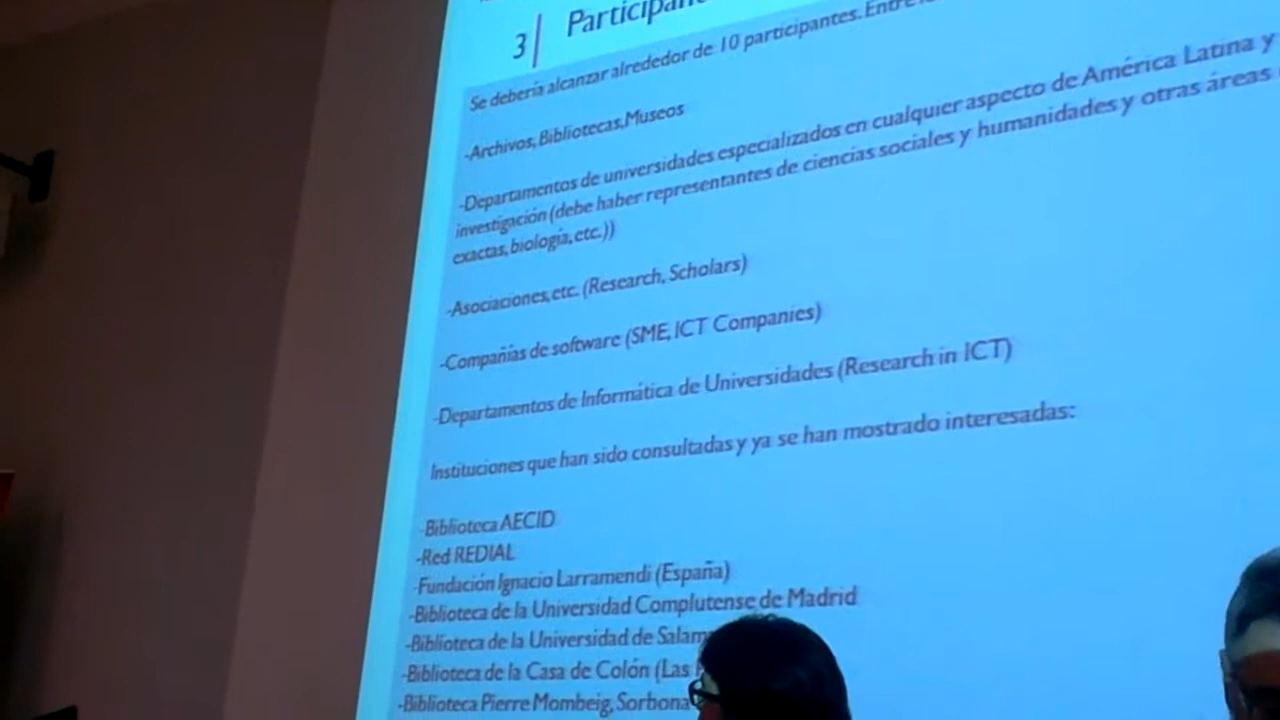 3
Se debería alcanzar alrededor de 10 participantes. Entre
-Archivos, Bibliotecas, Museos
-Departamentos de universidades especializados en cualquier aspecto de América Latina y
investigación (debe haber representantes de ciencias sociales y humanidades y otras áreas
exactas, biología, etc.))
-Asociaciones, etc. (Research, Scholars)
-Compañías de software (SME, ICT Companies)
-Departamentos de Informática de Universidades (Research in ICT)
Instituciones que han sido consultadas y ya se han mostrado interesadas:
-Biblioteca AECID
-Red REDIAL
-Fundación Ignacio Larramendi (España)
-Biblioteca de la Universidad Complutense de Madrid
-Biblioteca de la Universidad de Salam
-Biblioteca de la Casa de Colón (Las
-Biblioteca Pierre Mombeig, Sorbona